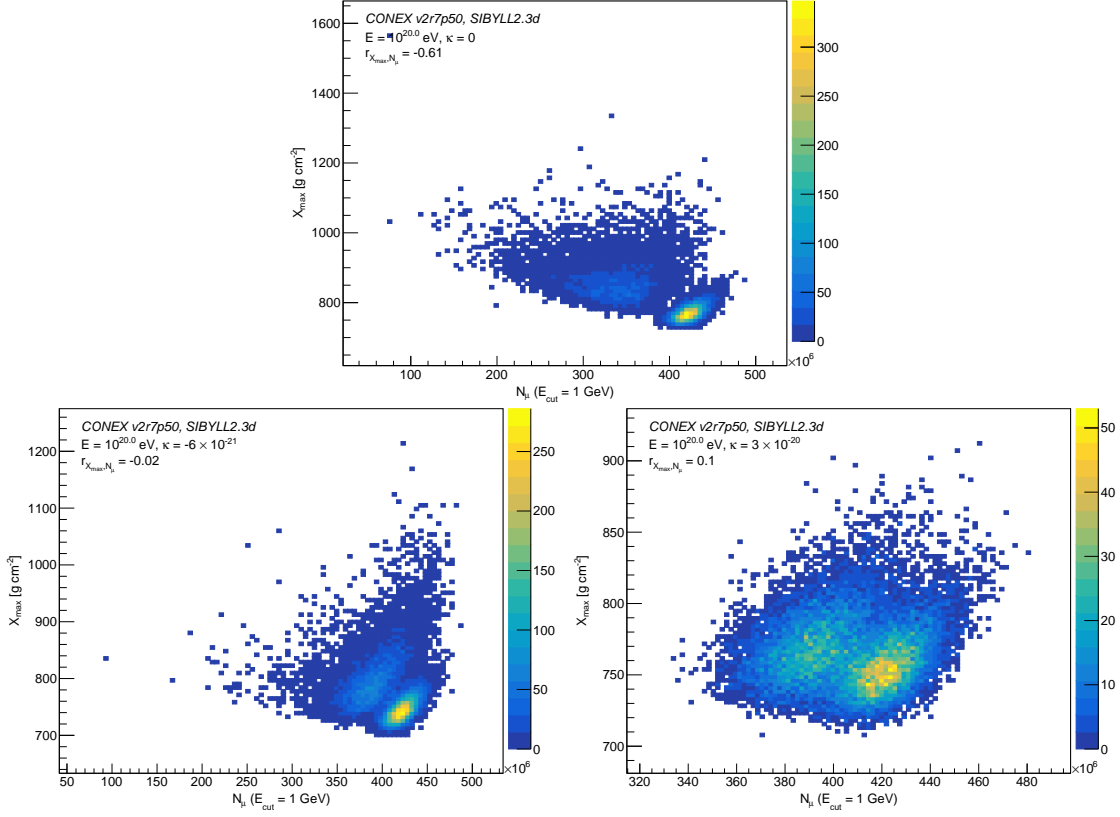 CONEX v2r7p50, SIBYLL2.3d
E = 10^20.0 eV, κ = 0
r_Xmax,Nμ = -0.61
1600
1400
1200
1000
800
X_max [g cm^-2]
100 200 300 400 500
×10^6
N_μ (E_cut = 1 GeV)
300
250
200
150
100
50
0
CONEX v2r7p50, SIBYLL2.3d
E = 10^20.0 eV, κ = -6 × 10^-21
r_Xmax,Nμ = -0.02
1200
1100
1000
900
800
700
X_max [g cm^-2]
50 100 150 200 250 300 350 400 450 500
×10^6
N_μ (E_cut = 1 GeV)
250
200
150
100
50
0
CONEX v2r7p50, SIBYLL2.3d
E = 10^20.0 eV, κ = 3 × 10^-20
r_Xmax,Nμ = 0.1
900
850
800
750
700
X_max [g cm^-2]
320 340 360 380 400 420 440 460 480
×10^6
N_μ (E_cut = 1 GeV)
50
40
30
20
10
0